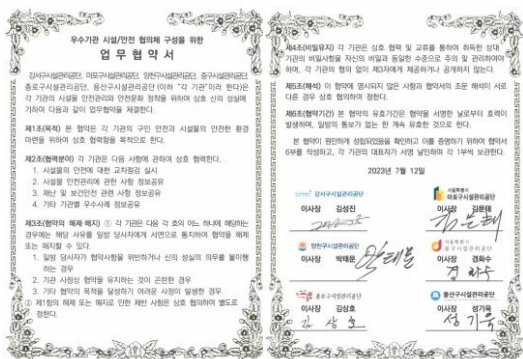 우수기관 시설/안전 협의체 구성을 위한
업 무 협 약 서
강서구시설관리공단, 마포구시설관리공단, 양천구시설관리공단, 중구시설관리공단,
종로구시설관리공단, 용산구시설관리공단 (이하 "각 기관"이라 한다)은
각 기관의 시설물 안전관리와 안전문화 정착을 위하여 상호 신의 성실에
기하여 다음과 같이 업무협약을 체결한다.
제1조(목적) 본 협약은 각 기관의 구민 안전과 시설물의 안전한 환경
마련을 위하여 상호 협력함을 목적으로 한다.
제2조(협력분야) 각 기관은 다음 사항에 관하여 상호 협력한다.
1. 시설물의 안전에 대한 교차점검 실시
2. 시설물 안전관리에 관한 사항 정보공유
3. 재난 및 보건안전 관련 사항 정보공유
4. 기타 기관별 우수사례 정보공유
제3조(협약의 해제·해지) ① 각 기관은 다음 각 호의 어느 하나에 해당하는
경우에는 해당 사유를 일방 당사자에게 서면으로 통지하여 협약을 해제
또는 해지할 수 있다.
1. 일방 당사자가 협약사항을 위반하거나 신의 성실의 의무를 불이행
하는 경우
2. 기관 사정상 협약을 유지하는 것이 곤란한 경우
3. 기타 협약의 목적을 달성하기 어려운 사정이 발생한 경우
② 제1항의 해제 또는 해지로 인한 제반 사항은 상호 협의하여 별도로
정한다.
제4조(비밀유지) 각 기관은 상호 협력 및 교류를 통하여 취득한 상대
기관의 비밀사항을 자신의 비밀과 동일한 수준으로 주의 및 관리하여야
하며, 각 기관의 협의 없이 제3자에게 제공하거나 공개하지 않는다.
제5조(해석) 이 협약에 명시되지 않은 사항과 협약서의 조문 해석이 서로
다른 경우 상호 협의하여 정한다.
제6조(협약기간) 본 협약의 유효기간은 협약을 서명한 날로부터 효력이
발생하며, 일방의 통보가 없는 한 계속 유효한 것으로 한다.
본 협약이 원만하게 성립되었음을 확인하고 이를 증명하기 위하여 협약서
6부를 작성하고, 각 기관의 대표자가 서명 날인하여 각 1부씩 보관한다.
2023년 7월 12일
강서구시설관리공단
이사장 김성진
서울특별시
마포구시설관리공단
이사장 김문태
김문태
양천구시설관리공단
이사장 박태문
박태문
서울특별시
중구시설관리공단
이사장 경화수
종로구시설관리공단
이사장 김상호
김상호
용산구시설관리공단
이사장 성기욱
성기욱